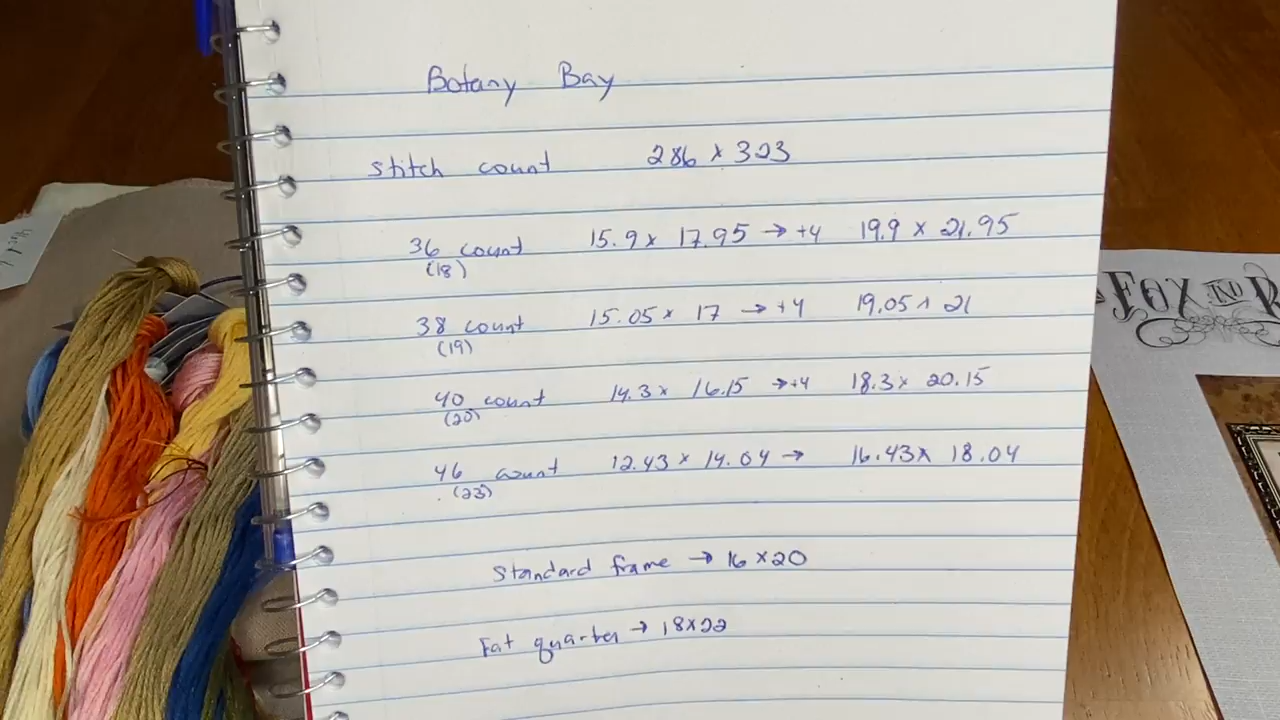 Botany Bay
Stitch count 286 x 323
36 count 15.9 x 17.95 → +4 19.9 x 21.95
(18)
38 count 15.05 x 17 → +4 19.05 x 21
(19)
40 count 14.3 x 16.15 → +4 18.3 x 20.15
(20)
46 count 12.43 x 14.04 → 16.43 x 18.04
(23)
Standard frame → 16 x 20
Fat quarter → 18 x 22
FOX AND